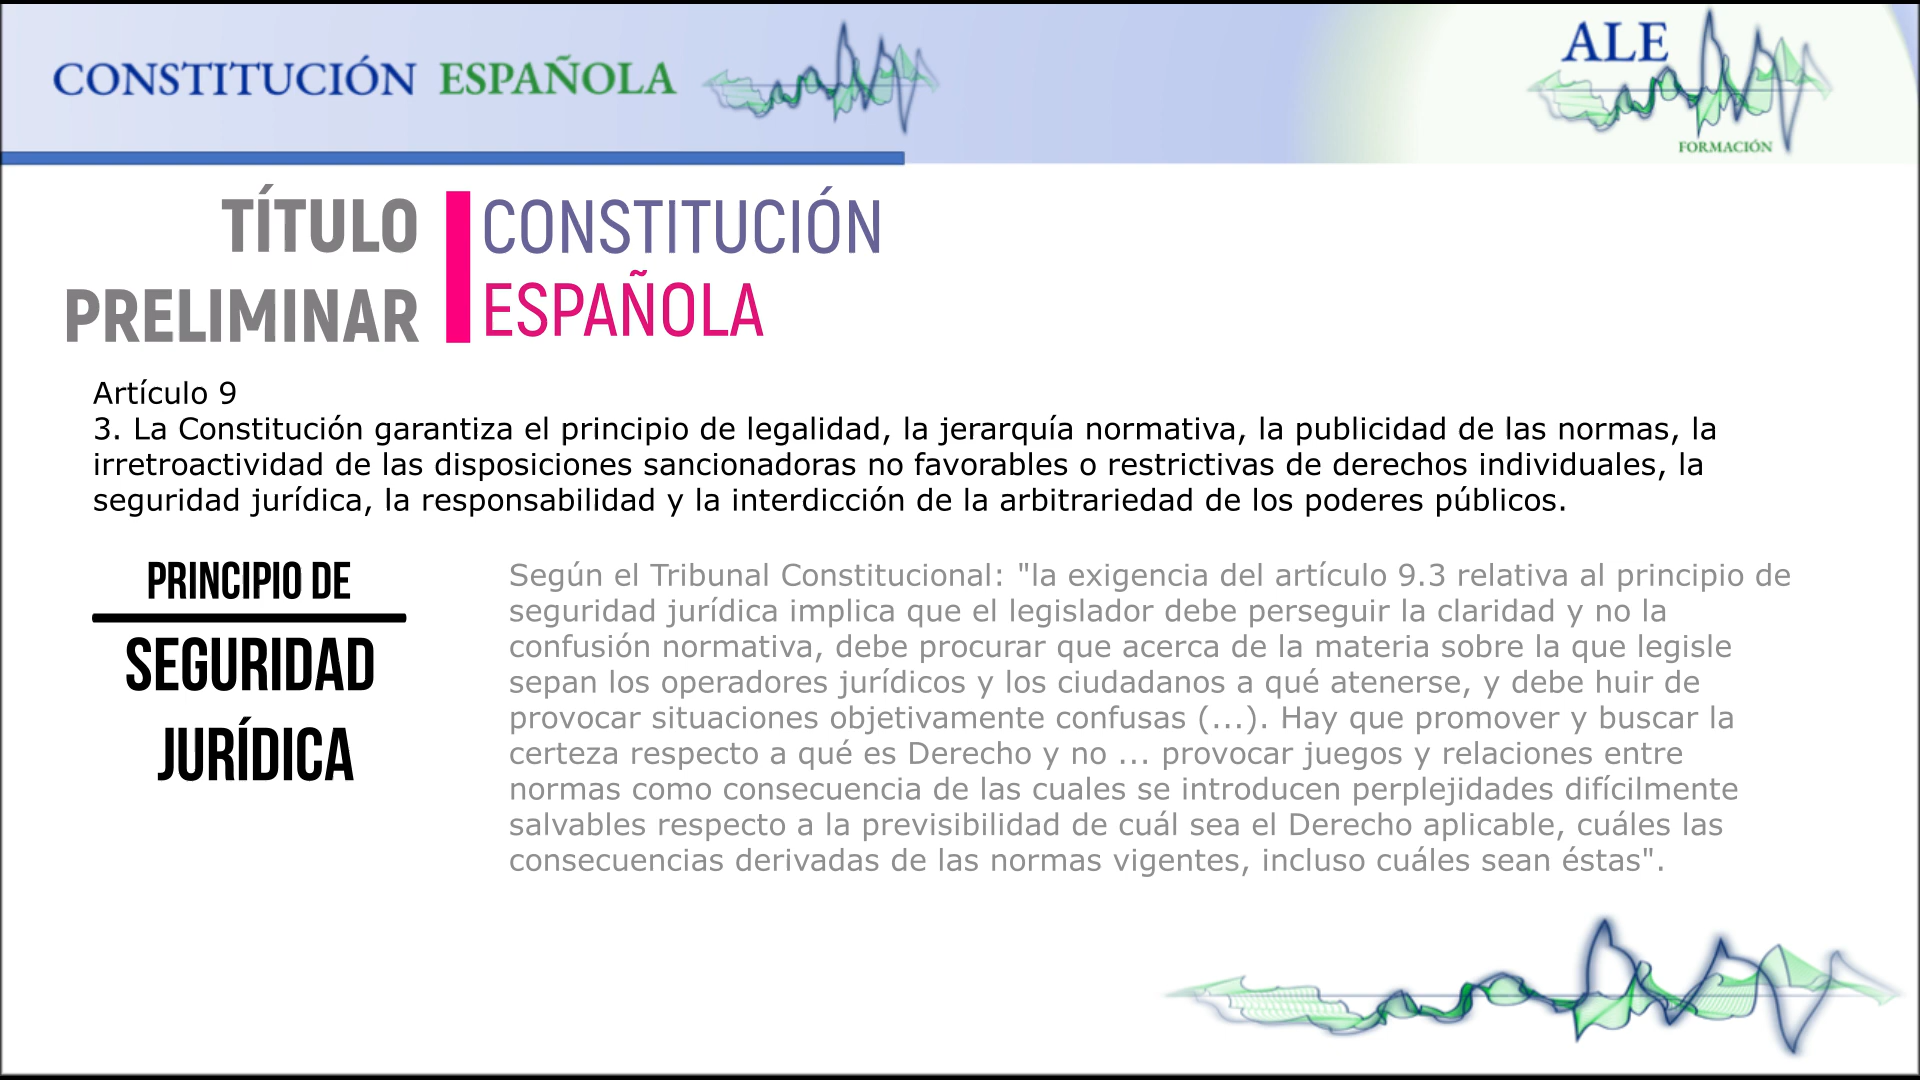 CONSTITUCIÓN ESPAÑOLA
ALE
FORMACIÓN
TÍTULO
PRELIMINAR
CONSTITUCIÓN
ESPAÑOLA
Artículo 9
3. La Constitución garantiza el principio de legalidad, la jerarquía normativa, la publicidad de las normas, la
irretroactividad de las disposiciones sancionadoras no favorables o restrictivas de derechos individuales, la
seguridad jurídica, la responsabilidad y la interdicción de la arbitrariedad de los poderes públicos.
PRINCIPIO DE
SEGURIDAD
JURÍDICA
Según el Tribunal Constitucional: "la exigencia del artículo 9.3 relativa al principio de
seguridad jurídica implica que el legislador debe perseguir la claridad y no la
confusión normativa, debe procurar que acerca de la materia sobre la que legisle
sepan los operadores jurídicos y los ciudadanos a qué atenerse, y debe huir de
provocar situaciones objetivamente confusas (...). Hay que promover y buscar la
certeza respecto a qué es Derecho y no ... provocar juegos y relaciones entre
normas como consecuencia de las cuales se introducen perplejidades difícilmente
salvables respecto a la previsibilidad de cuál sea el Derecho aplicable, cuáles las
consecuencias derivadas de las normas vigentes, incluso cuáles sean éstas".